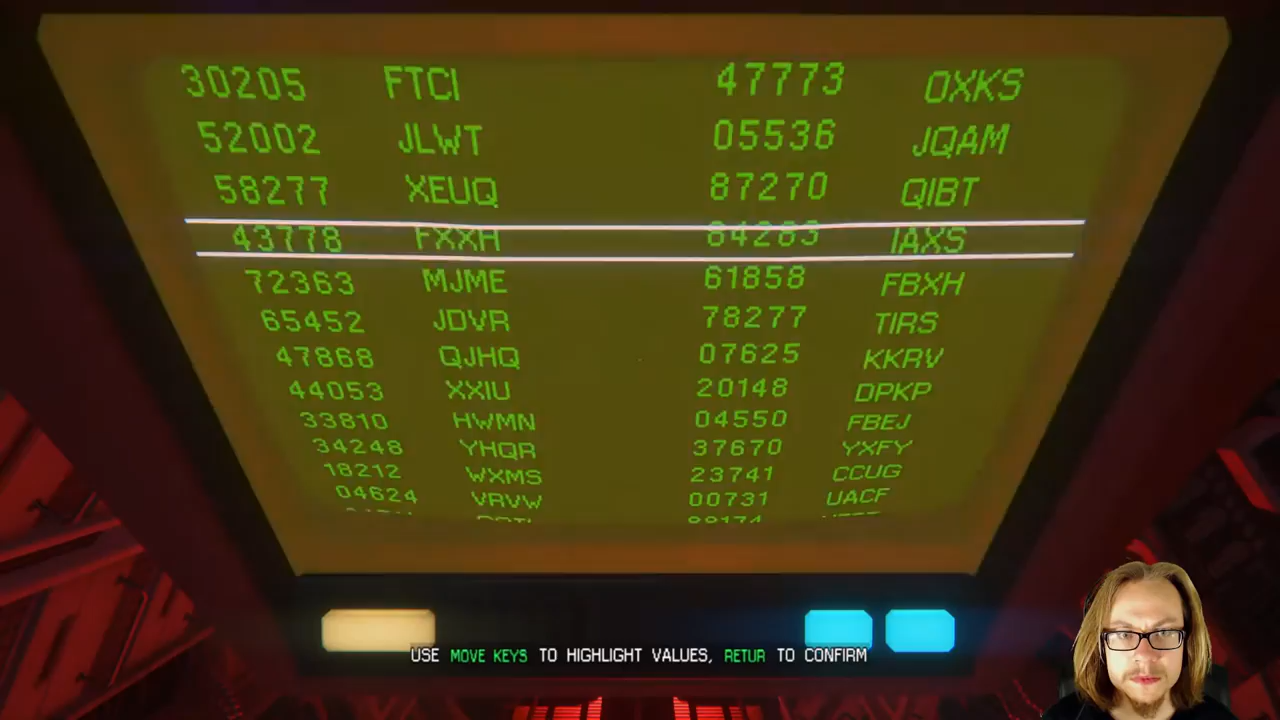 30205 FTCI 47773 OXKS
52002 JLWT 05536 JQAM
58277 XEUQ 87270 QIBT
43778 FXXH 84283 IAXS
72363 MJME 61858 FBXH
65452 JDVR 78277 TIRS
47868 QJHQ 07625 KKRV
44053 XXIU 20148 DPKP
33810 HWMN 04550 FBEJ
34248 YHQR 37670 YXFY
18212 WXMS 23741 CCUG
04624 VRVW 00731 UACF
88174
USE MOVE KEYS TO HIGHLIGHT VALUES, RETUR TO CONFIRM